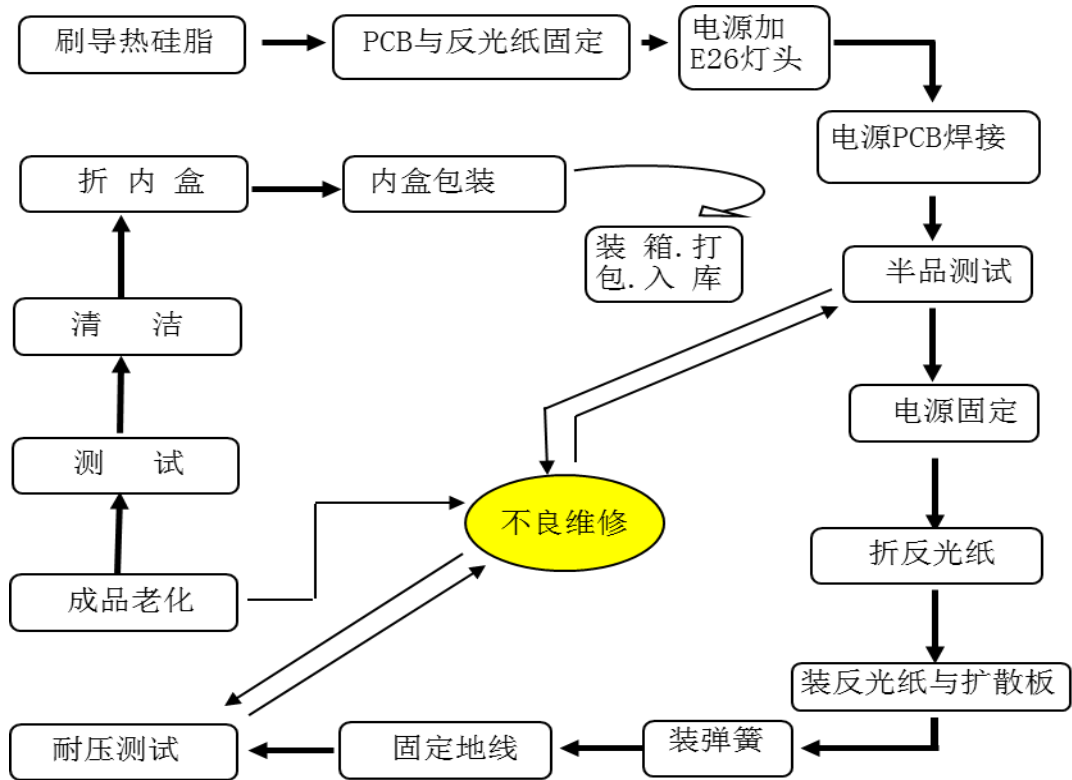 刷导热硅脂
PCB与反光纸固定
电源加
E26灯头
电源PCB焊接
折 内 盒
内盒包装
装 箱.打
包.入 库
半品测试
清 洁
电源固定
测 试
不良维修
折反光纸
成品老化
装反光纸与扩散板
耐压测试
固定地线
装弹簧